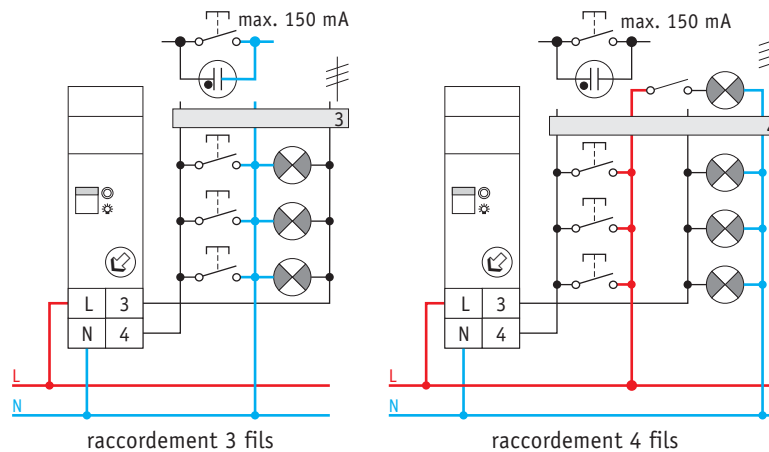 max. 150 mA
3
L 3
N 4
L
N
raccordement 3 fils
max. 150 mA
L 3
N 4
L
N
raccordement 4 fils